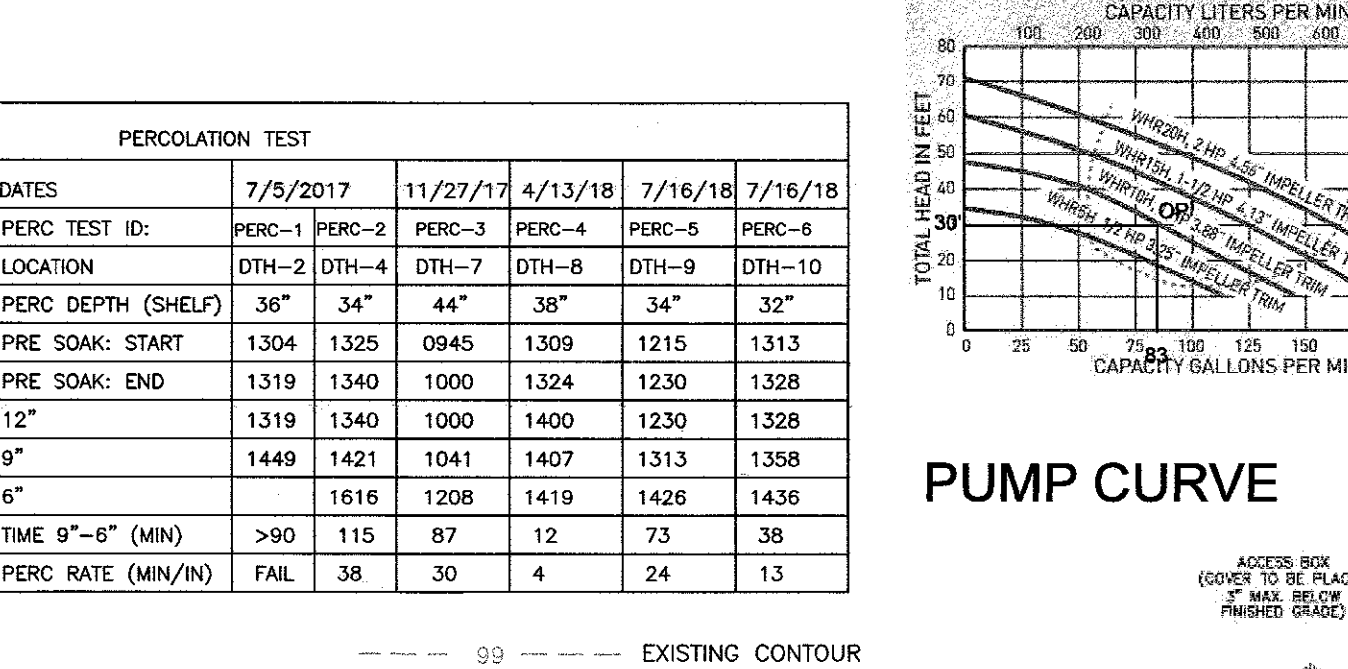 PERCOLATION TEST
DATES 7/5/2017 11/27/17 4/13/18 7/16/18 7/16/18
PERC TEST ID: PERC-1 PERC-2 PERC-3 PERC-4 PERC-5 PERC-6
LOCATION DTH-2 DTH-4 DTH-7 DTH-8 DTH-9 DTH-10
PERC DEPTH (SHELF) 36" 34" 44" 38" 34" 32"
PRE SOAK: START 1304 1325 0945 1309 1215 1313
PRE SOAK: END 1319 1340 1000 1324 1230 1328
12" 1319 1340 1000 1400 1230 1328
9" 1449 1421 1041 1407 1313 1358
6" 1616 1208 1419 1426 1436
TIME 9"-6" (MIN) >90 115 87 12 73 38
PERC RATE (MIN/IN) FAIL 38 30 4 24 13
--- 99 --- EXISTING CONTOUR
CAPACITY LITERS PER MIN
100 200 300 400 500 600
TOTAL HEAD IN FEET
80
70
60
50
40
30'
20
10
0
WHR20H, 2 HP 4.56" IMPELLER TR
WHR15H, 1-1/2 HP 4.13" IMPELLER T
WHR10H, HP 3.88" IMPELLER TRIM
WHR5H 1/2 HP 3.25" IMPELLER TRIM
OP
0 25 50 75 83 100 125 150
CAPACITY GALLONS PER MI
PUMP CURVE
ACCESS BOX
(COVER TO BE PLAC
3" MAX. BELOW
FINISHED GRADE)